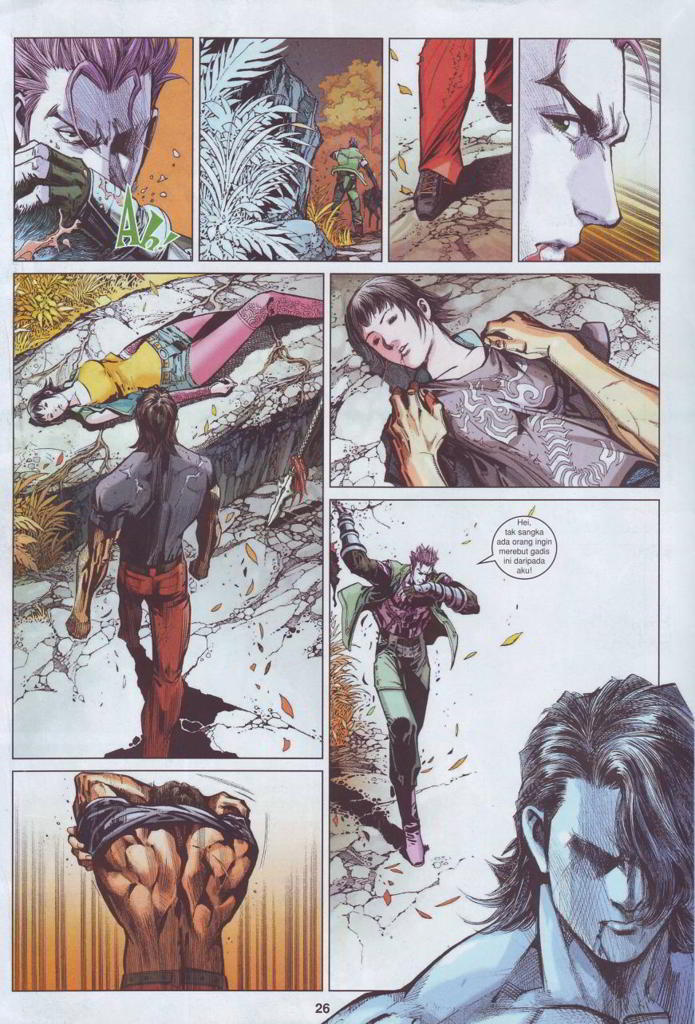 Ah!
Hei,
tak sangka
ada orang ingin
merebut gadis
ini daripada
aku!
26